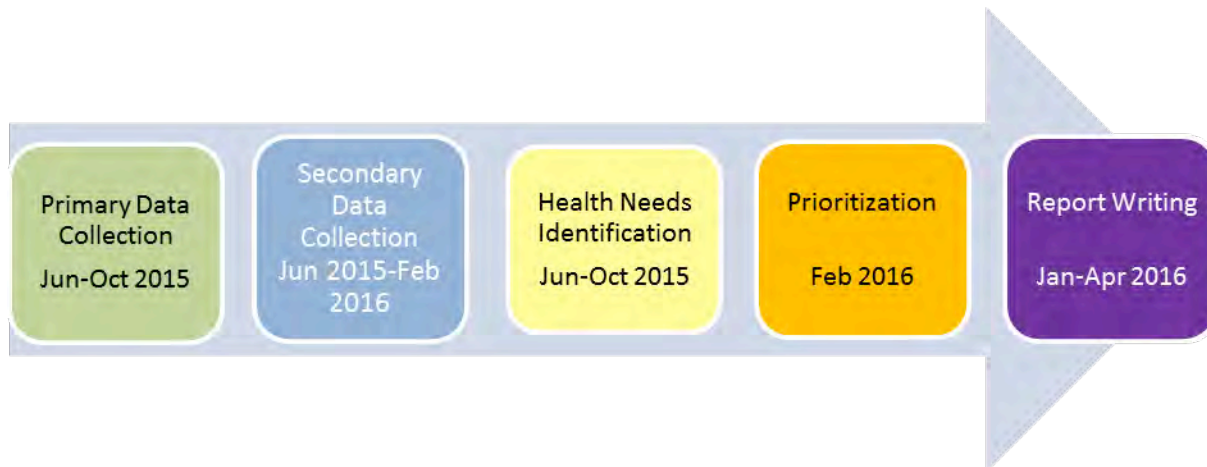 Primary Data
Collection
Jun-Oct 2015
Secondary
Data
Collection
Jun 2015-Feb
2016
Health Needs
Identification
Jun-Oct 2015
Prioritization
Feb 2016
Report Writing
Jan-Apr 2016